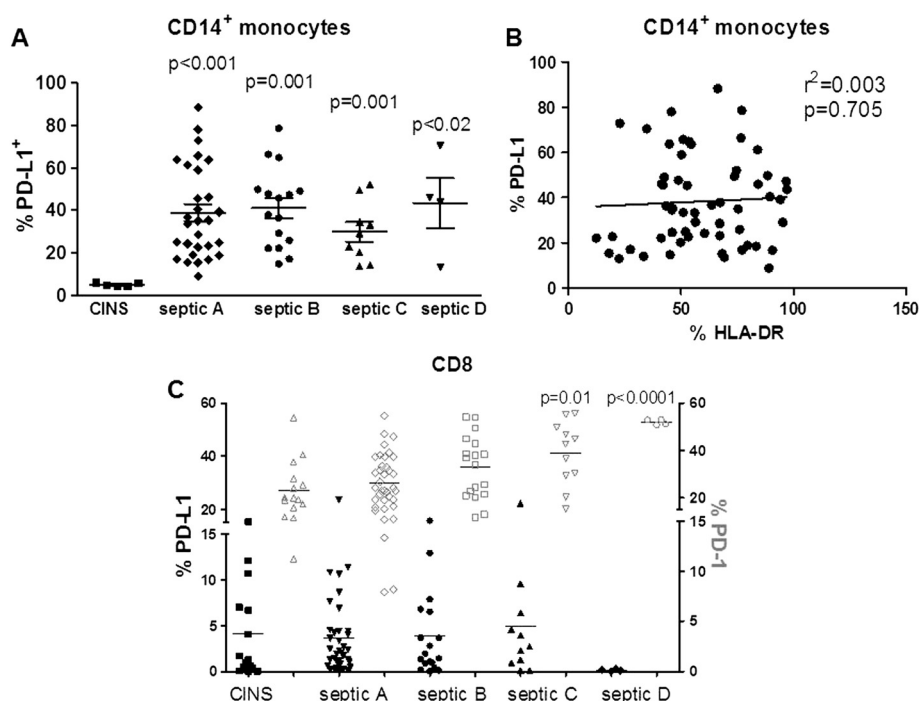 A
CD14+ monocytes
p<0.001
p=0.001
p=0.001
p<0.02
% PD-L1+
100
80
60
40
20
0
CINS septic A septic B septic C septic D
B
CD14+ monocytes
r2=0.003
p=0.705
% PD-L1
100
80
60
40
20
0
0 50 100 150
% HLA-DR
C
CD8
p=0.01 p<0.0001
% PD-L1
60
40
20
15
10
5
0
60
40
20
15
10
5
0
% PD-1
CINS septic A septic B septic C septic D